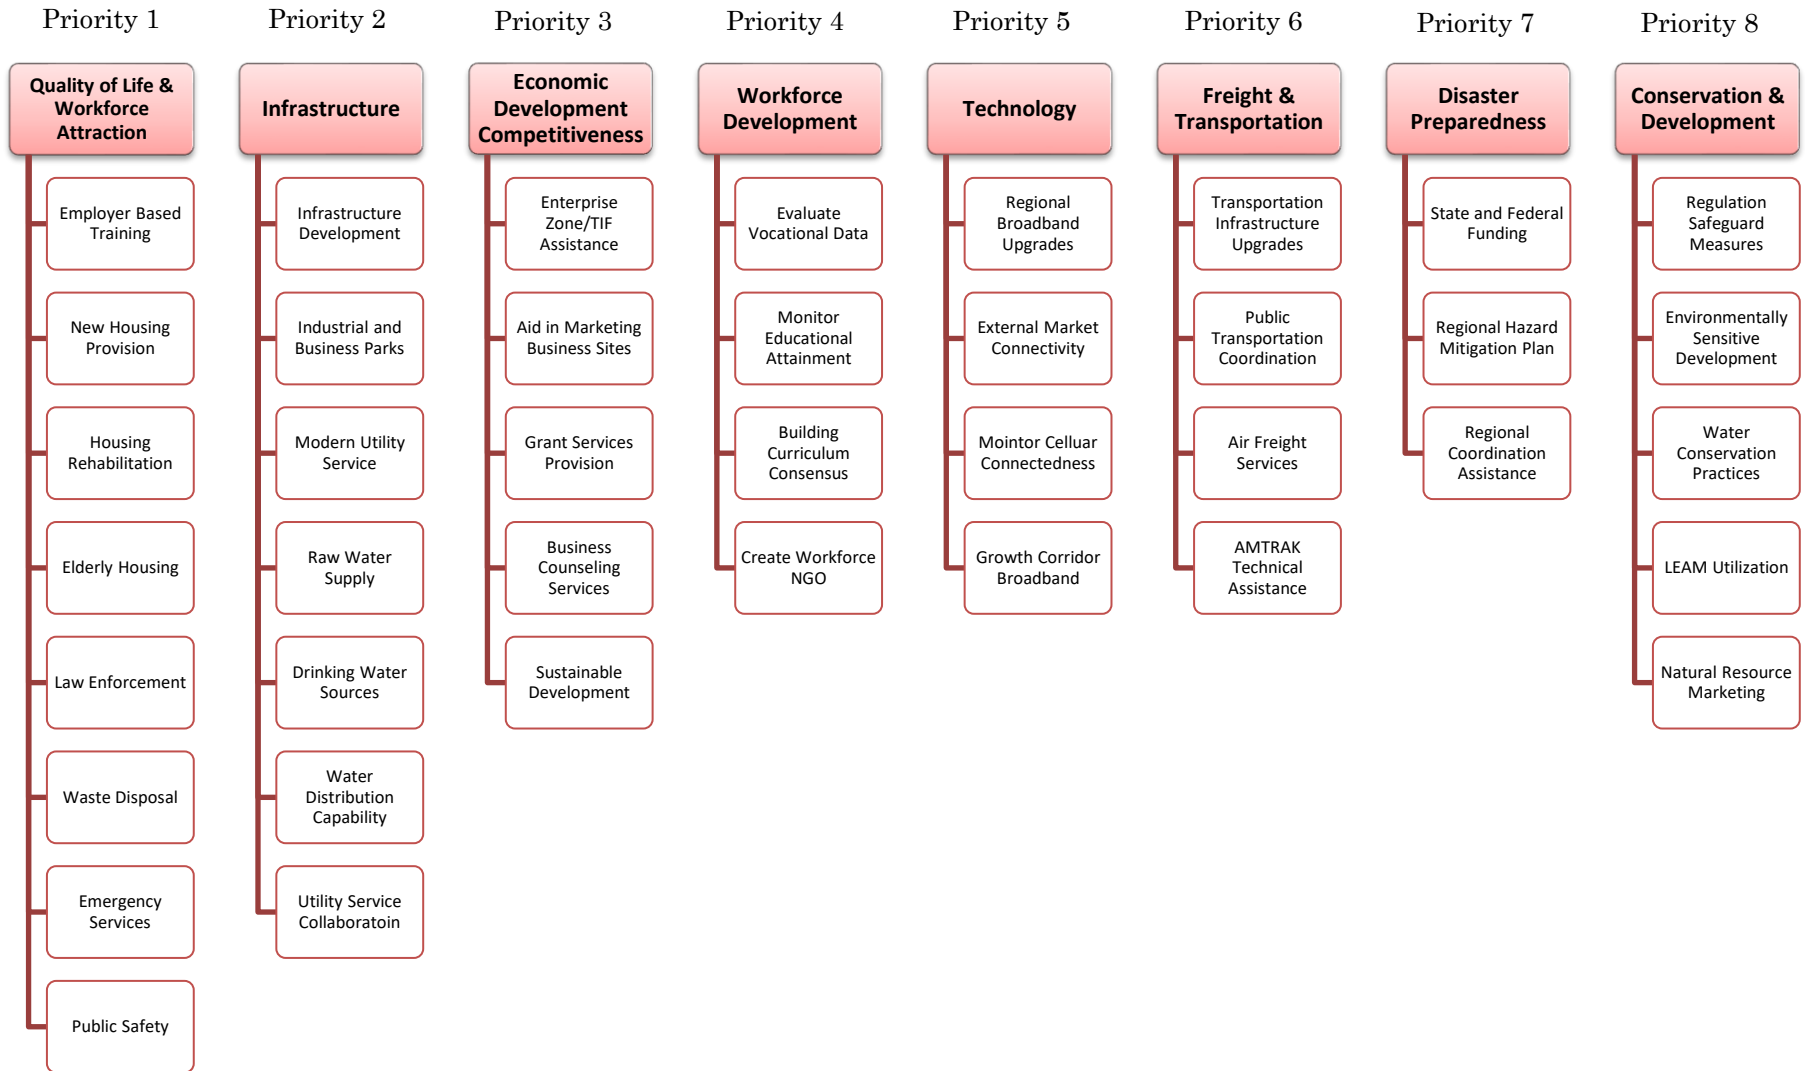 Priority 1
Quality of Life &
Workforce
Attraction
Employer Based
Training
New Housing
Provision
Housing
Rehabilitation
Elderly Housing
Law Enforcement
Waste Disposal
Emergency
Services
Public Safety
Priority 2
Infrastructure
Infrastructure
Development
Industrial and
Business Parks
Modern Utility
Service
Raw Water
Supply
Drinking Water
Sources
Water
Distribution
Capability
Utility Service
Collaboratoin
Priority 3
Economic
Development
Competitiveness
Enterprise
Zone/TIF
Assistance
Aid in Marketing
Business Sites
Grant Services
Provision
Business
Counseling
Services
Sustainable
Development
Priority 4
Workforce
Development
Evaluate
Vocational Data
Monitor
Educational
Attainment
Building
Curriculum
Consensus
Create Workforce
NGO
Priority 5
Technology
Regional
Broadband
Upgrades
External Market
Connectivity
Mointor Celluar
Connectedness
Growth Corridor
Broadband
Priority 6
Freight &
Transportation
Transportation
Infrastructure
Upgrades
Public
Transportation
Coordination
Air Freight
Services
AMTRAK
Technical
Assistance
Priority 7
Disaster
Preparedness
State and Federal
Funding
Regional Hazard
Mitigation Plan
Regional
Coordination
Assistance
Priority 8
Conservation &
Development
Regulation
Safeguard
Measures
Environmentally
Sensitive
Development
Water
Conservation
Practices
LEAM Utilization
Natural Resource
Marketing